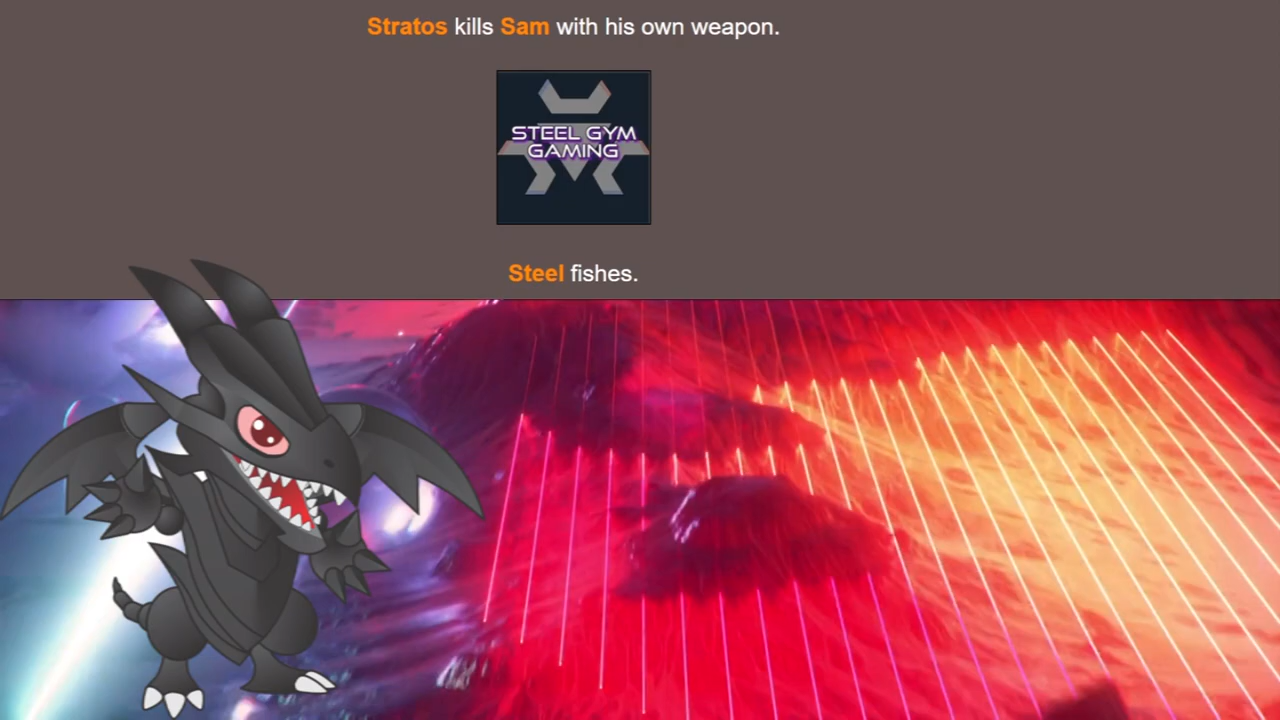 Stratos kills Sam with his own weapon.
STEEL GYM
GAMING
Steel fishes.